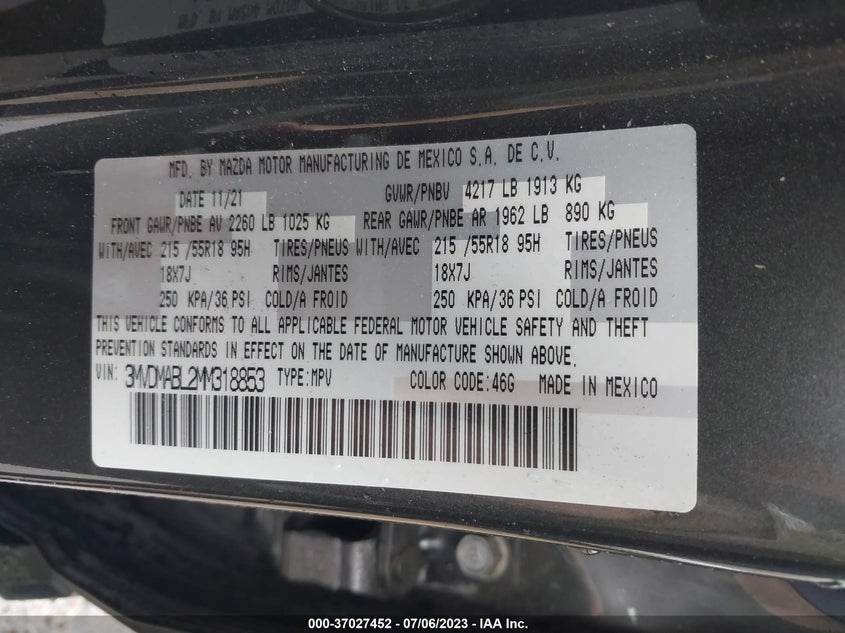 MFD. BY MAZDA MOTOR MANUFACTURING DE MEXICO S.A. DE C.V.
DATE 11/21 GVWR/PNBV 4217 LB 1913 KG
FRONT GAWR/PNBE AV 2260 LB 1025 KG REAR GAWR/PNBE AR 1962 LB 890 KG
WITH/AVEC 215 /55R18 95H TIRES/PNEUS WITH/AVEC 215 /55R18 95H TIRES/PNEUS
18X7J RIMS/JANTES 18X7J RIMS/JANTES
250 KPA/36 PSI COLD/A FROID 250 KPA/36 PSI COLD/A FROID
THIS VEHICLE CONFORMS TO ALL APPLICABLE FEDERAL MOTOR VEHICLE SAFETY AND THEFT
PREVENTION STANDARDS IN EFFECT ON THE DATE OF MANUFACTURE SHOWN ABOVE.
VIN: 3MVDMABL2MM318853 TYPE:MPV COLOR CODE:46G MADE IN MEXICO
000-37027452 - 07/06/2023 - IAA Inc.